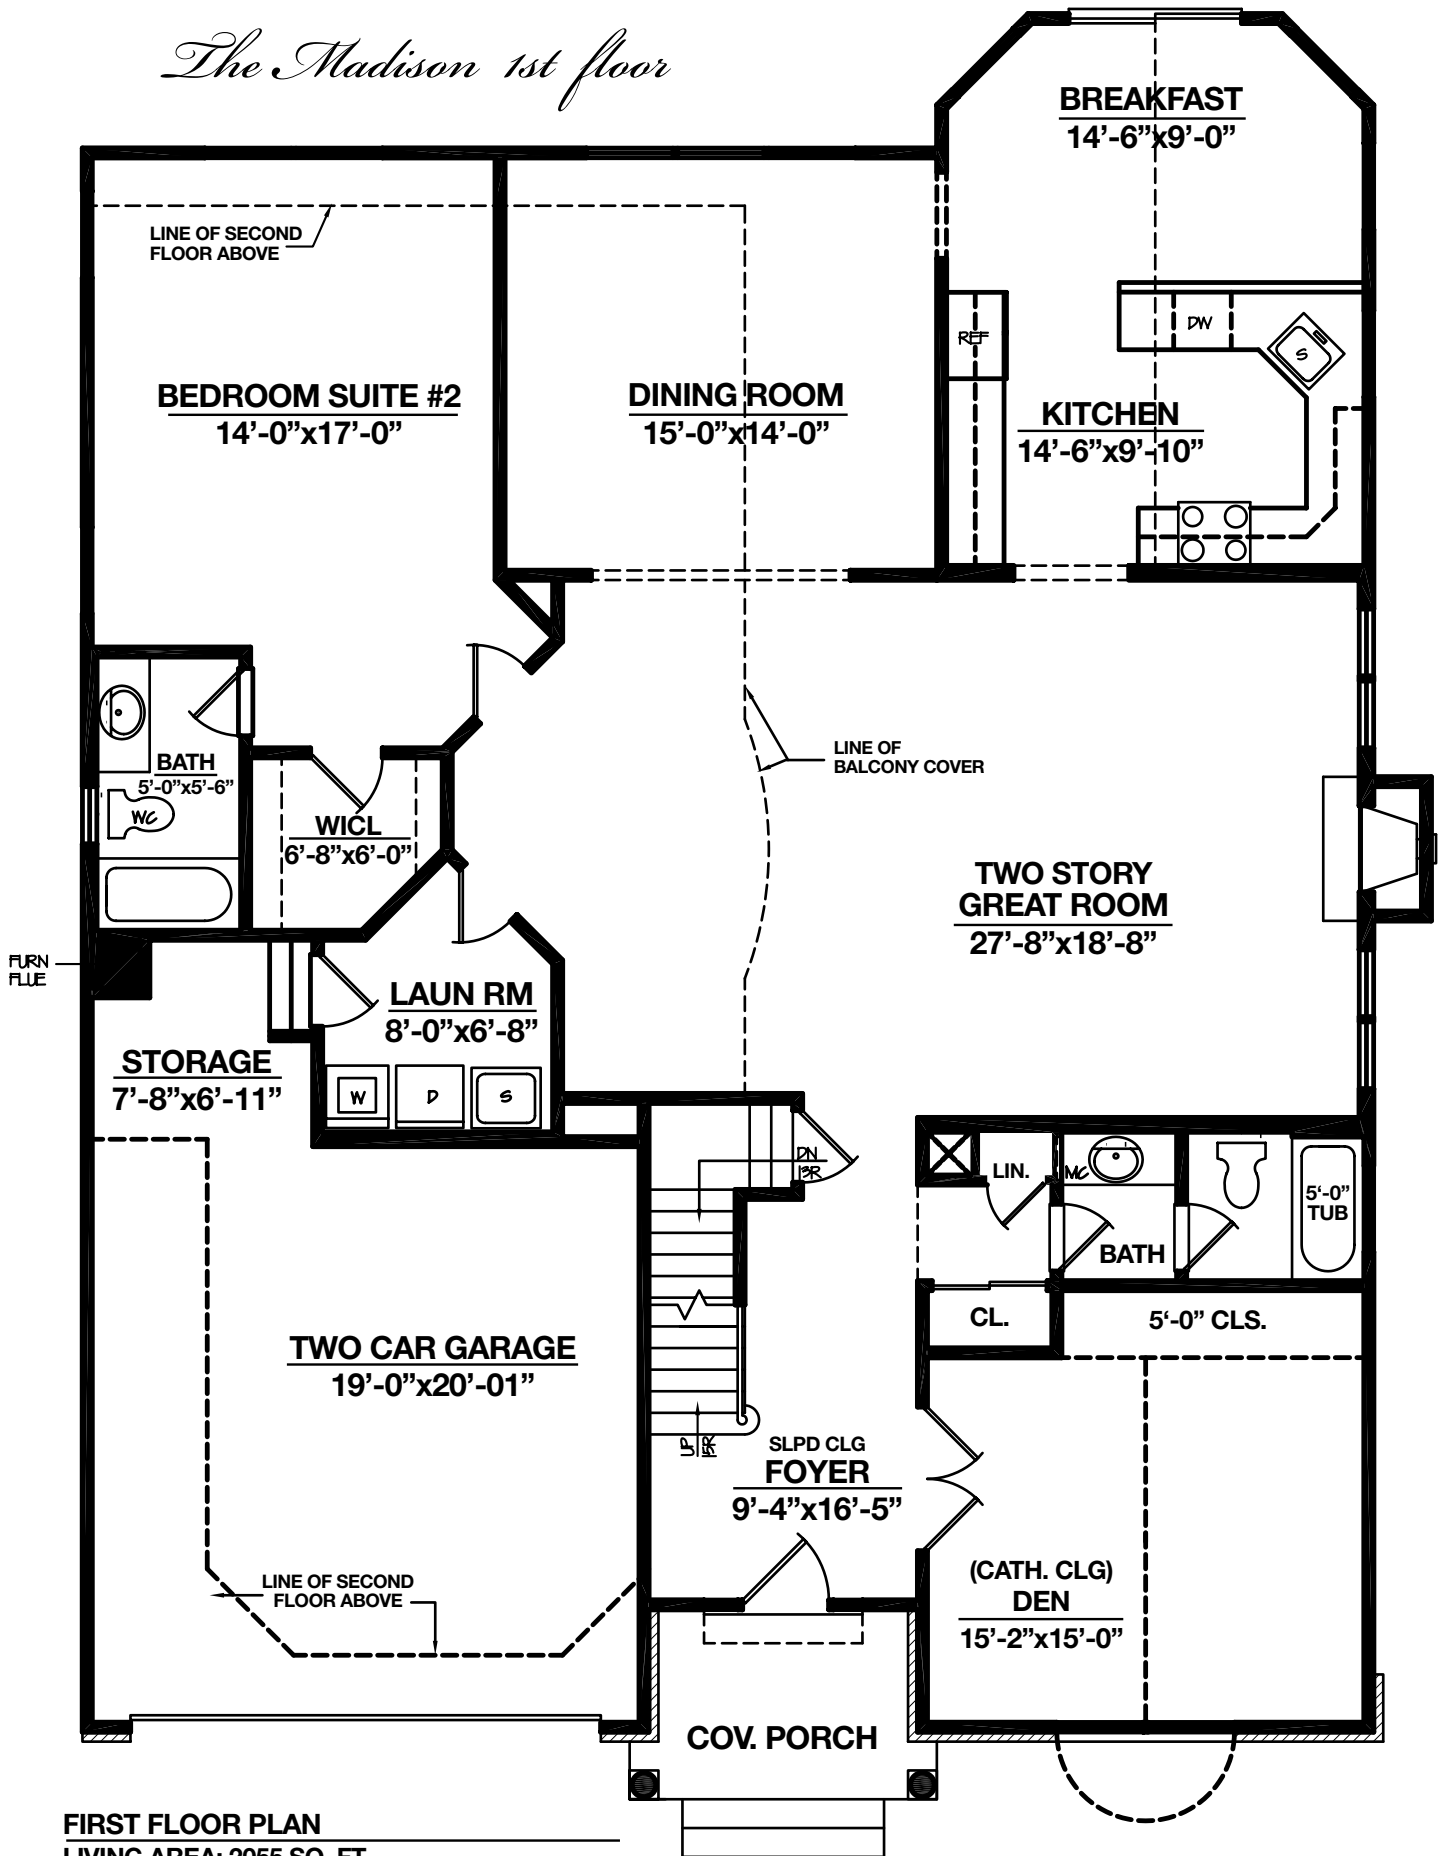 The Madison 1st floor
BREAKFAST
14'-6”x9'-0”
LINE OF SECOND
FLOOR ABOVE
REF
DW
S
BEDROOM SUITE #2
14’-0”x17’-0”
DINING ROOM
15’-0”x14’-0”
KITCHEN
14’-6”x9’-10”
BATH
5’-0”x5’-6”
WC
WICL
6’-8”x6’-0”
LINE OF
BALCONY COVER
TWO STORY
GREAT ROOM
27’-8”x18’-8”
FURN
FLUE
LAUN RM
8’-0”x6’-8”
STORAGE
7’-8”x6’-11”
W
D
S
DN
13R
LIN.
MC
BATH
5‘-0”
TUB
CL.
5‘-0” CLS.
TWO CAR GARAGE
19’-0”x20’-01”
UP
15R
SLPD CLG
FOYER
9’-4”x16’-5”
LINE OF SECOND
FLOOR ABOVE
(CATH. CLG)
DEN
15’-2”x15’-0”
COV. PORCH
FIRST FLOOR PLAN
LIVING AREA: 2055 SQ. FT.